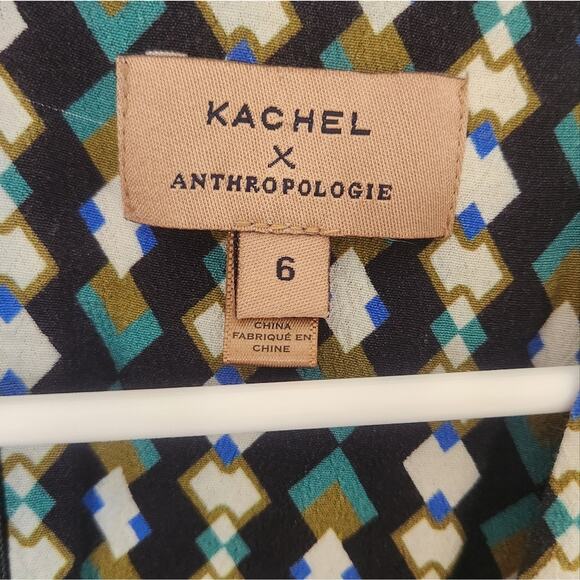 KACHEL
X
ANTHROPOLOGIE
6
CHINA
FABRIQUÉ EN
CHINE